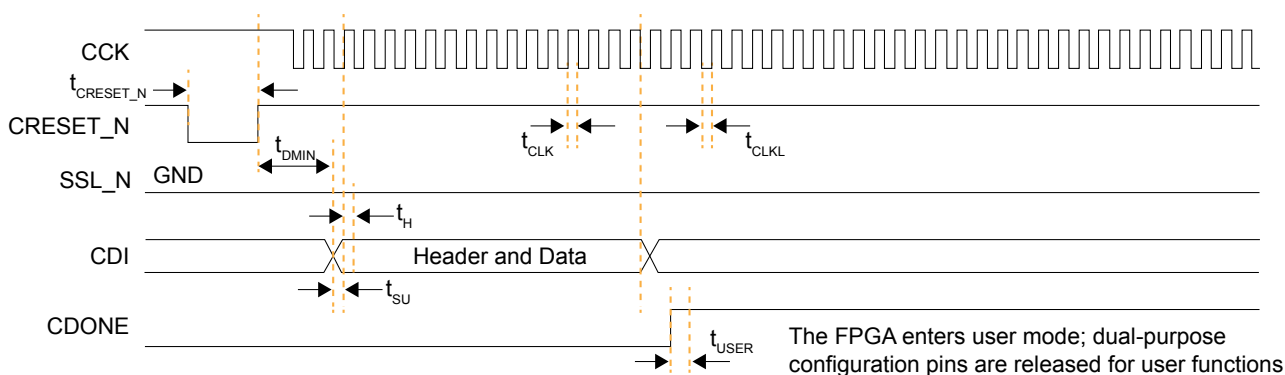 CCK
tCRESET_N
CRESET_N
tCLK
tCLKL
tDMIN
SSL_N
GND
tH
CDI
Header and Data
tSU
CDONE
tUSER
The FPGA enters user mode; dual-purpose
configuration pins are released for user functions